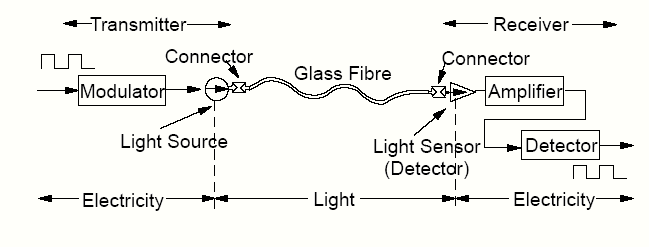 Transmitter
Receiver
Connector
Connector
Glass Fibre
Modulator
Amplifier
Light Source
Light Sensor
(Detector)
Detector
Electricity
Light
Electricity